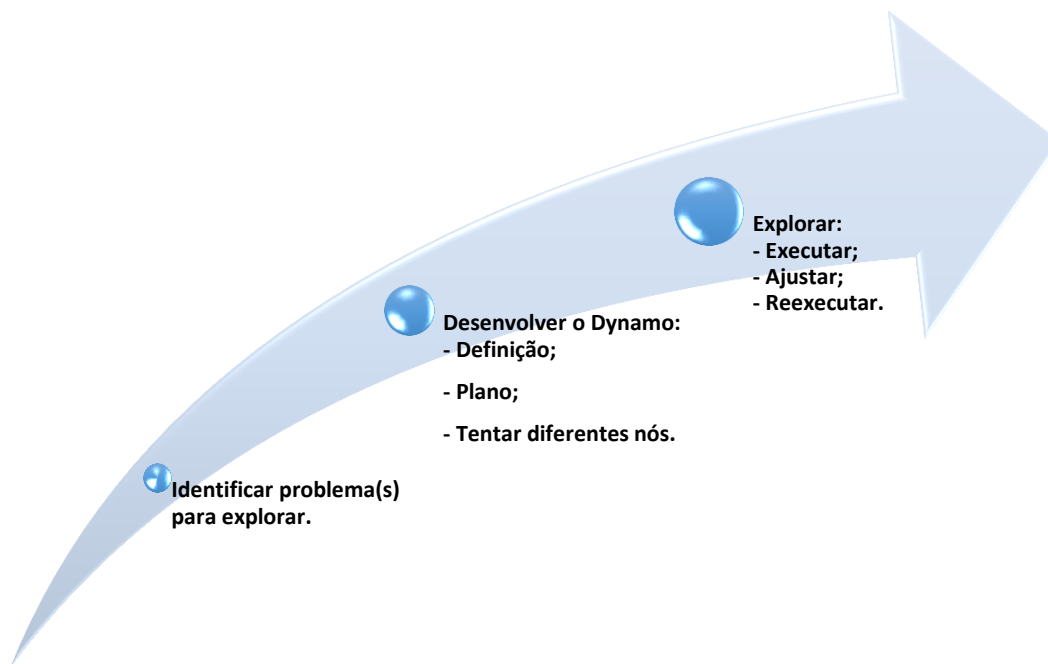 Explorar:
- Executar;
- Ajustar;
- Reexecutar.
Desenvolver o Dynamo:
- Definição;
- Plano;
- Tentar diferentes nós.
Identificar problema(s)
para explorar.